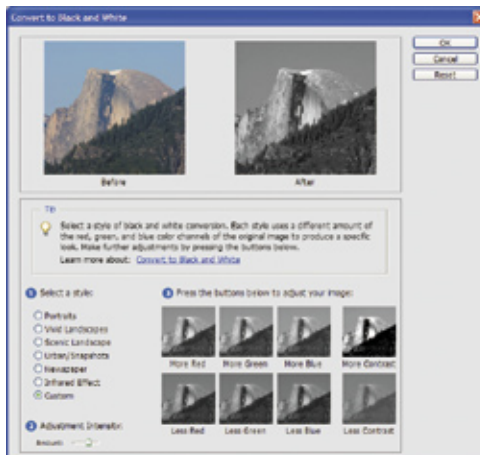 Convert to Black and White
OK
Cancel
Reset
Before
After
Tip
Select a style of black and white conversion. Each style uses a different amount of
the red, green, and blue color channels of the original image to produce a specific
look. Make further adjustments by pressing the buttons below.
Learn more about: Convert to Black and White
1 Select a style:
Portraits
Vivid Landscapes
Scenic Landscape
Urban/Snapshots
Newspaper
Infrared Effect
Custom
2 Adjustment Intensity:
Amount:
3 Press the buttons below to adjust your image:
More Red
More Green
More Blue
More Contrast
Less Red
Less Green
Less Blue
Less Contrast